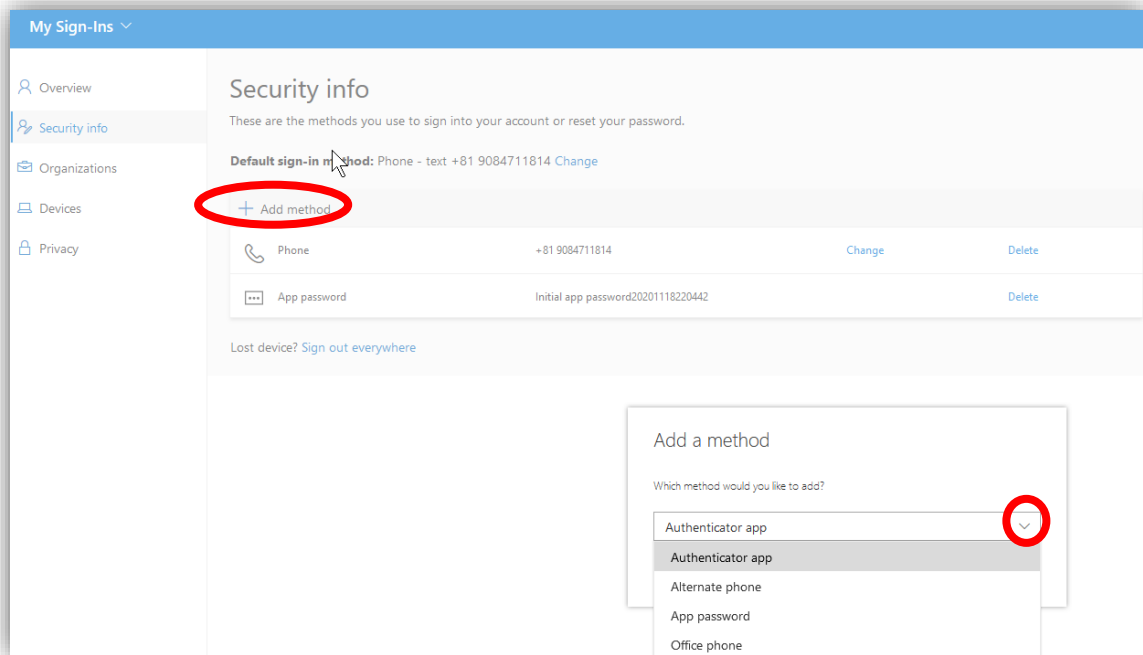 My Sign-Ins
Overview
Security info
Organizations
Devices
Privacy
Security info
These are the methods you use to sign into your account or reset your password.
Default sign-in method: Phone - text +81 9084711814 Change
Add method
Phone +81 9084711814 Change Delete
App password Initial app password20201118220442 Delete
Lost device? Sign out everywhere
Add a method
Which method would you like to add?
Authenticator app
Authenticator app
Alternate phone
App password
Office phone